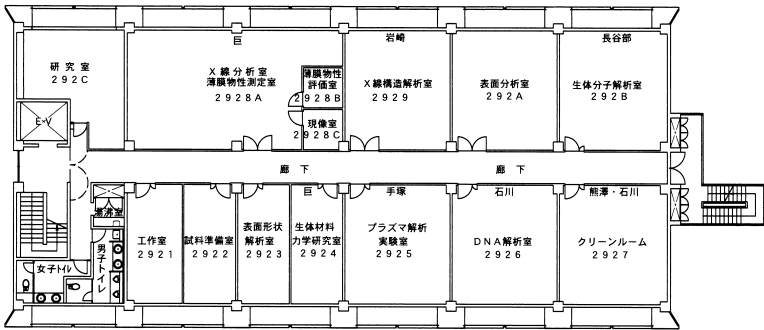 巨
岩崎
長谷部
研究室
292C
X線分析室
薄膜物性測定室
2928A
薄膜物性
評価室
2928B
現像室
2928C
X線構造解析室
2929
表面分析室
292A
生体分子解析室
292B
E・V
廊下
廊下
湯沸室
男子トイレ
女子トイレ
工作室
2921
試料準備室
2922
表面形状
解析室
2923
巨
生体材料
力学研究室
2924
手塚
プラズマ解析
実験室
2925
石川
DNA解析室
2926
熊澤・石川
クリーンルーム
2927